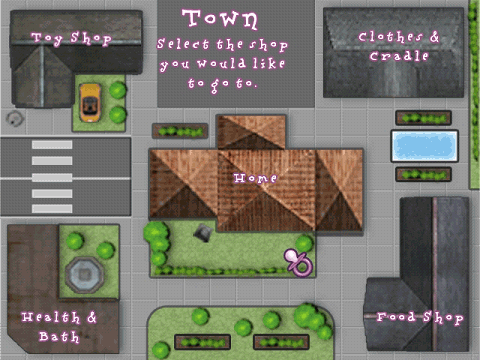 Town
Select the shop
you would like
to go to.
Toy Shop
Clothes &
Cradle
Home
Health &
Bath
Food Shop